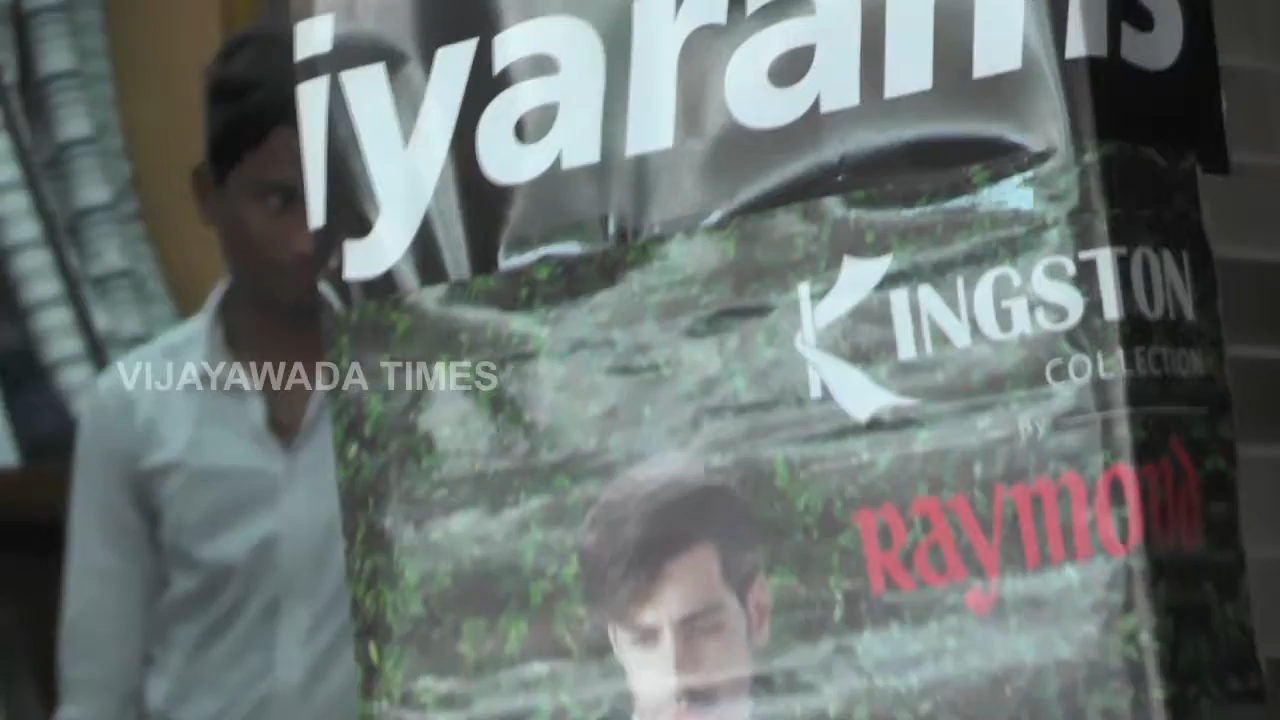 iyaram's
KINGSTON
COLLECTION
By
Raymond
VIJAYAWADA TIMES